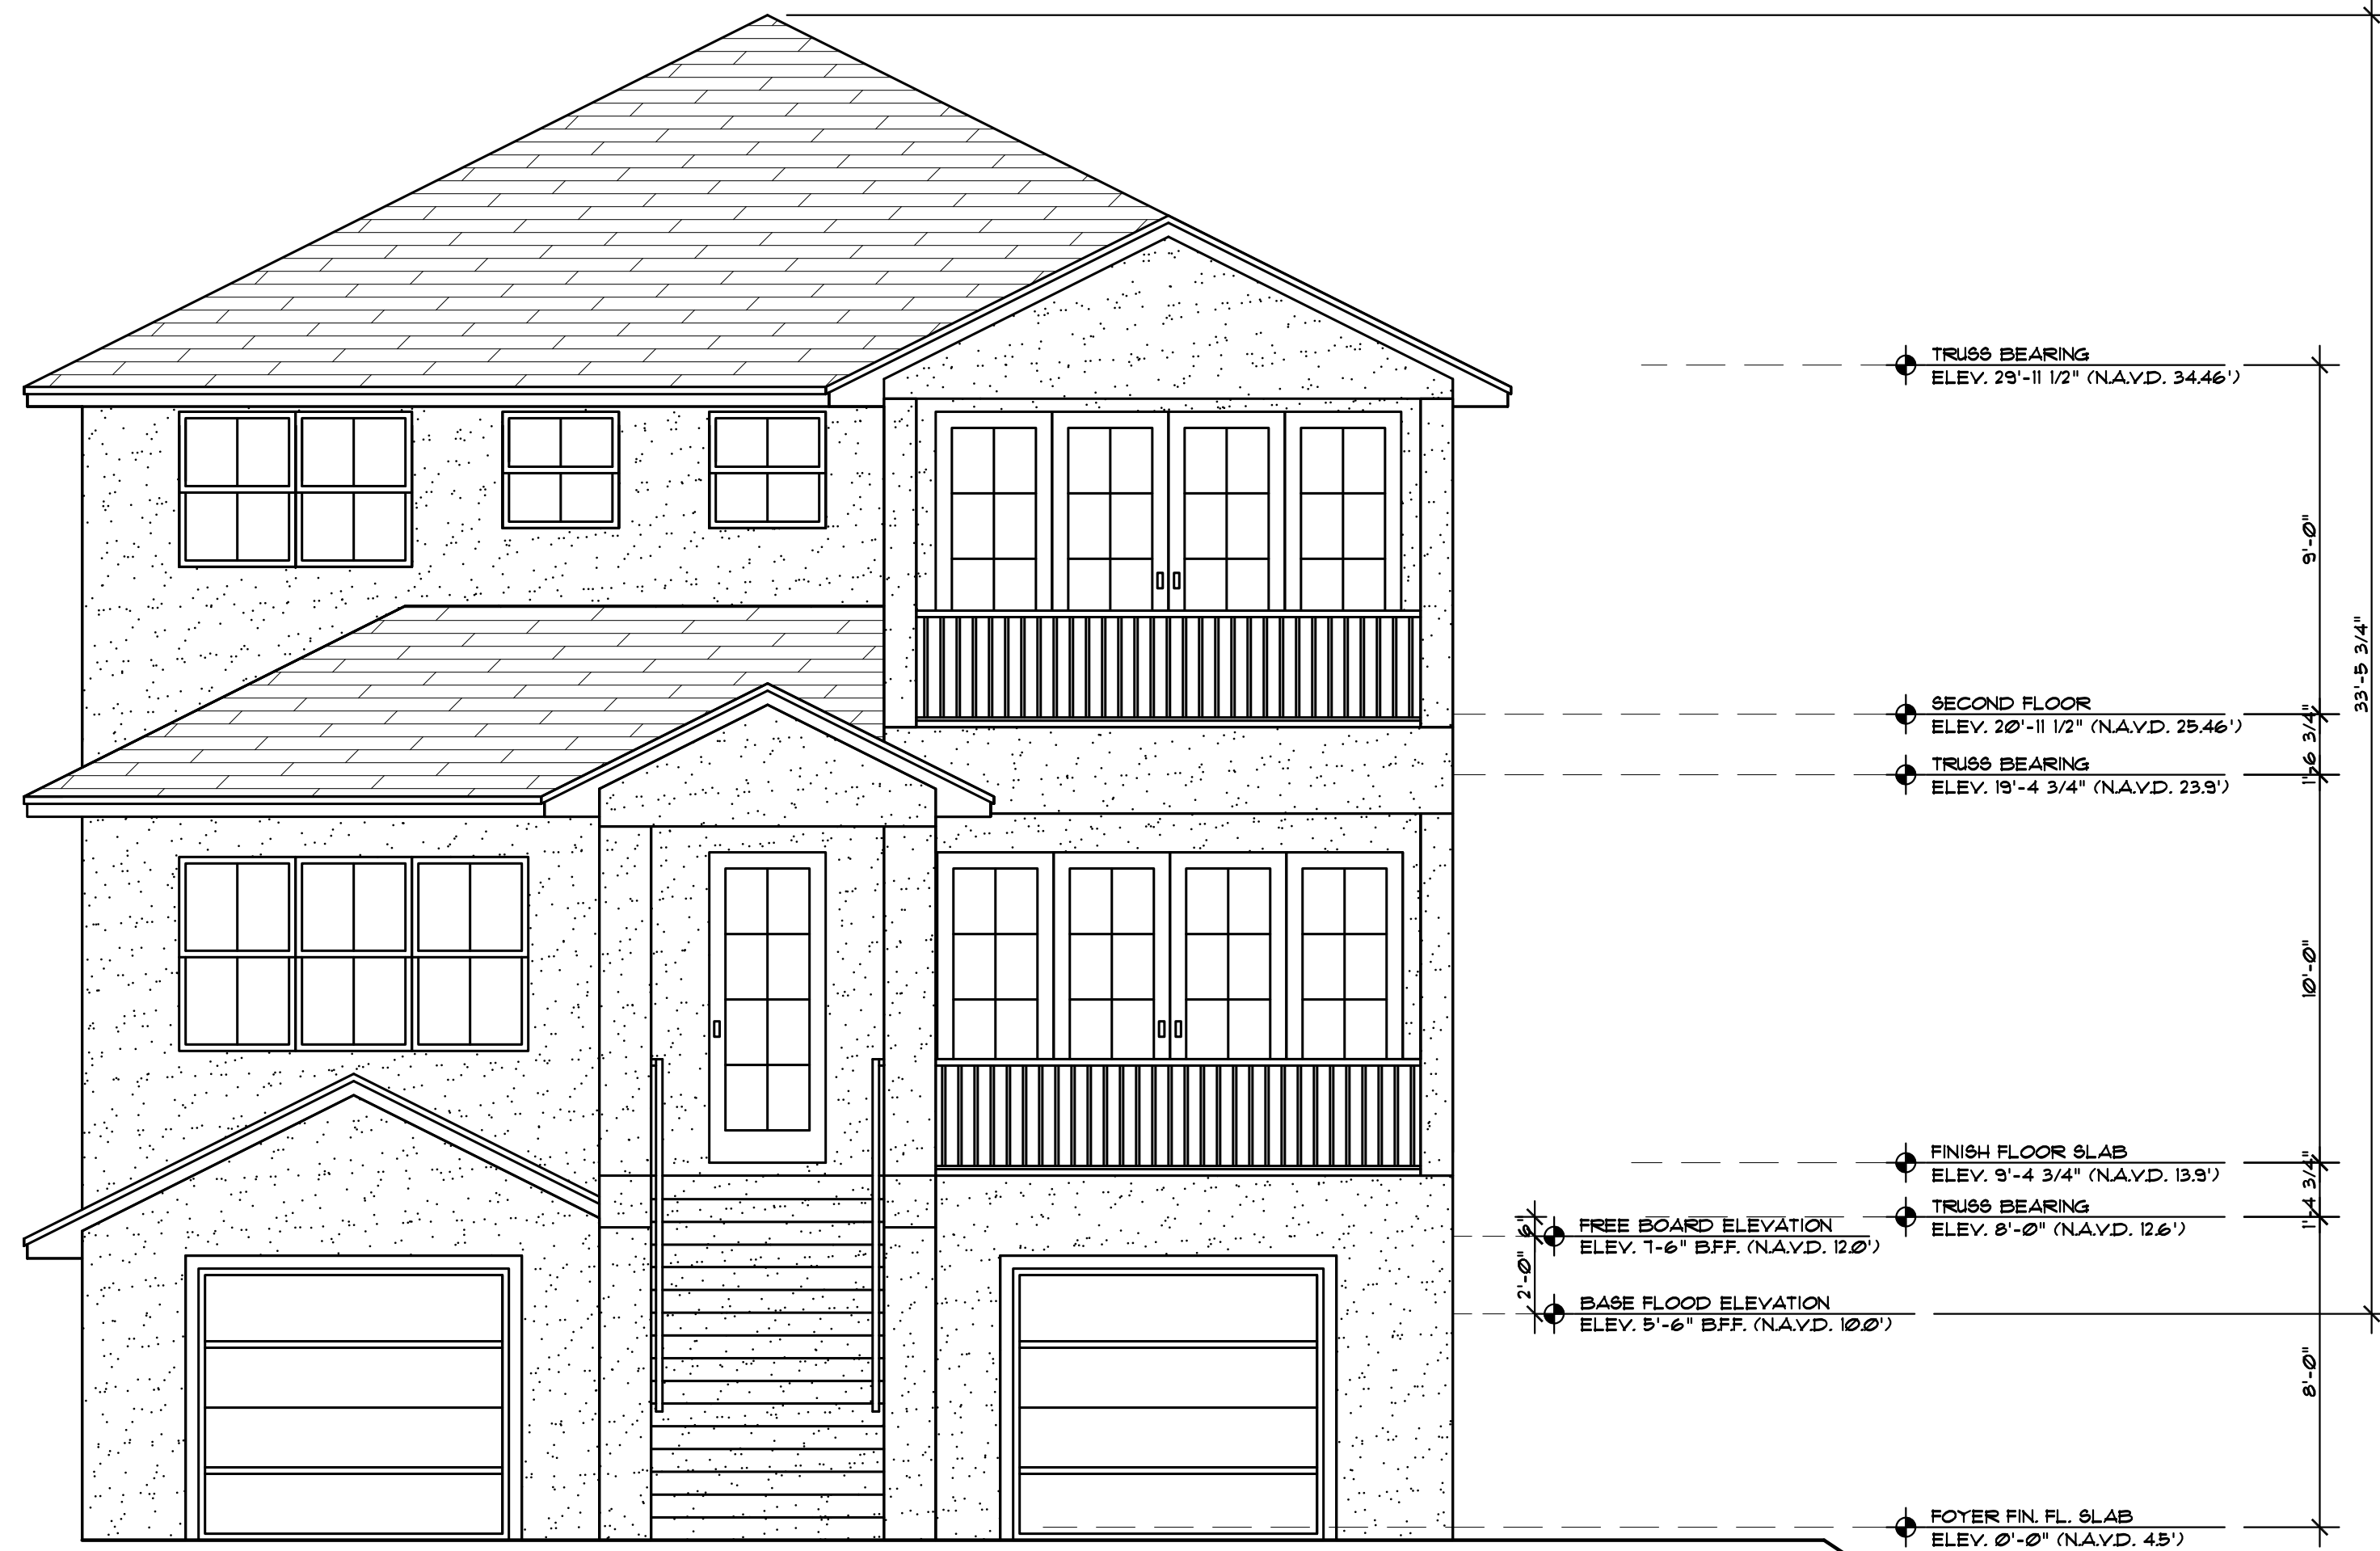 TRUSS BEARING
ELEV. 29'-11 1/2" (N.A.V.D. 34.46')
9'-0"
33'-5 3/4"
SECOND FLOOR
ELEV. 20'-11 1/2" (N.A.V.D. 25.46')
1'-6 3/4"
TRUSS BEARING
ELEV. 19'-4 3/4" (N.A.V.D. 23.9')
10'-0"
FINISH FLOOR SLAB
ELEV. 9'-4 3/4" (N.A.V.D. 13.9')
1'-4 3/4"
TRUSS BEARING
ELEV. 8'-0" (N.A.V.D. 12.6')
6"
FREE BOARD ELEVATION
ELEV. 7-6" B.F.F. (N.A.V.D. 12.0')
2'-0"
BASE FLOOD ELEVATION
ELEV. 5'-6" B.F.F. (N.A.V.D. 10.0')
8'-0"
FOYER FIN. FL. SLAB
ELEV. 0'-0" (N.A.V.D. 4.5')